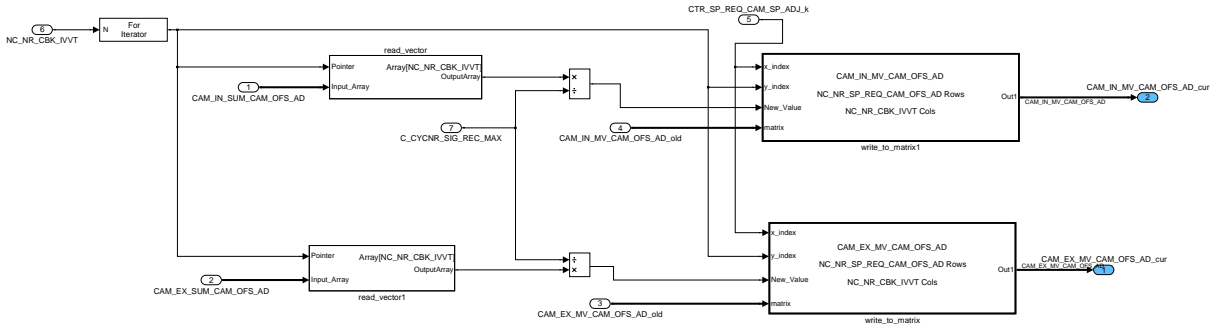 CTR_SP_REQ_CAM_SP_ADJ_k
5
6
NC_NR_CBK_IVVT
N
For
Iterator
read_vector
Pointer
Input_Array
Array[NC_NR_CBK_IVVT]
OutputArray
1
CAM_IN_SUM_CAM_OFS_AD
×
÷
7
C_CYCNR_SIG_REC_MAX
4
CAM_IN_MV_CAM_OFS_AD_old
x_index
y_index
New_Value
matrix
CAM_IN_MV_CAM_OFS_AD
NC_NR_SP_REQ_CAM_OFS_AD Rows
NC_NR_CBK_IVVT Cols
Out1
write_to_matrix1
CAM_IN_MV_CAM_OFS_AD_cur
2
CAM_IN_MV_CAM_OFS_AD
Pointer
Input_Array
Array[NC_NR_CBK_IVVT]
OutputArray
read_vector1
2
CAM_EX_SUM_CAM_OFS_AD
÷
×
3
CAM_EX_MV_CAM_OFS_AD_old
x_index
y_index
New_Value
matrix
CAM_EX_MV_CAM_OFS_AD
NC_NR_SP_REQ_CAM_OFS_AD Rows
NC_NR_CBK_IVVT Cols
Out1
write_to_matrix
CAM_EX_MV_CAM_OFS_AD_cur
CAM_EX_MV_CAM_OFS_AD
1